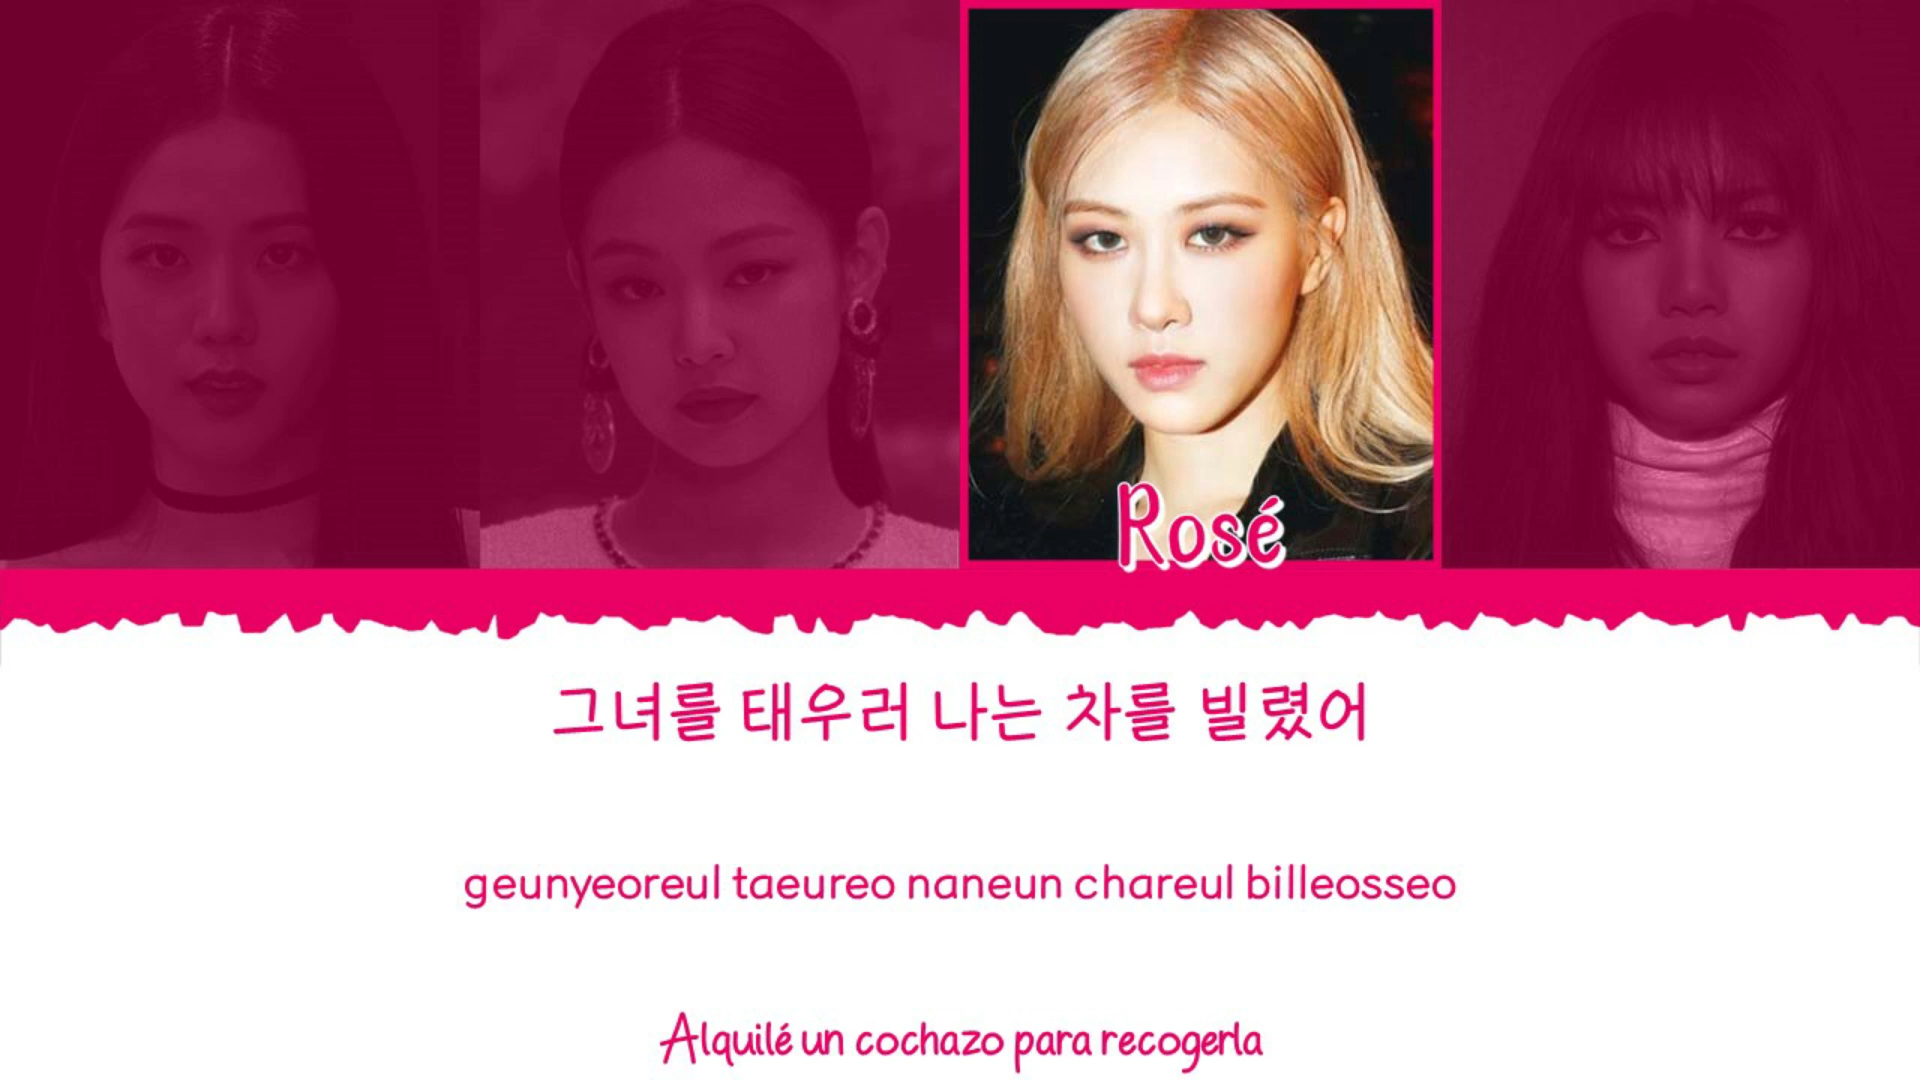 Rosé
그녀를 태우러 나는 차를 빌렸어
geunyeoreul taeureo naneun chareul billeosseo
Alquilé un cochazo para recogerla